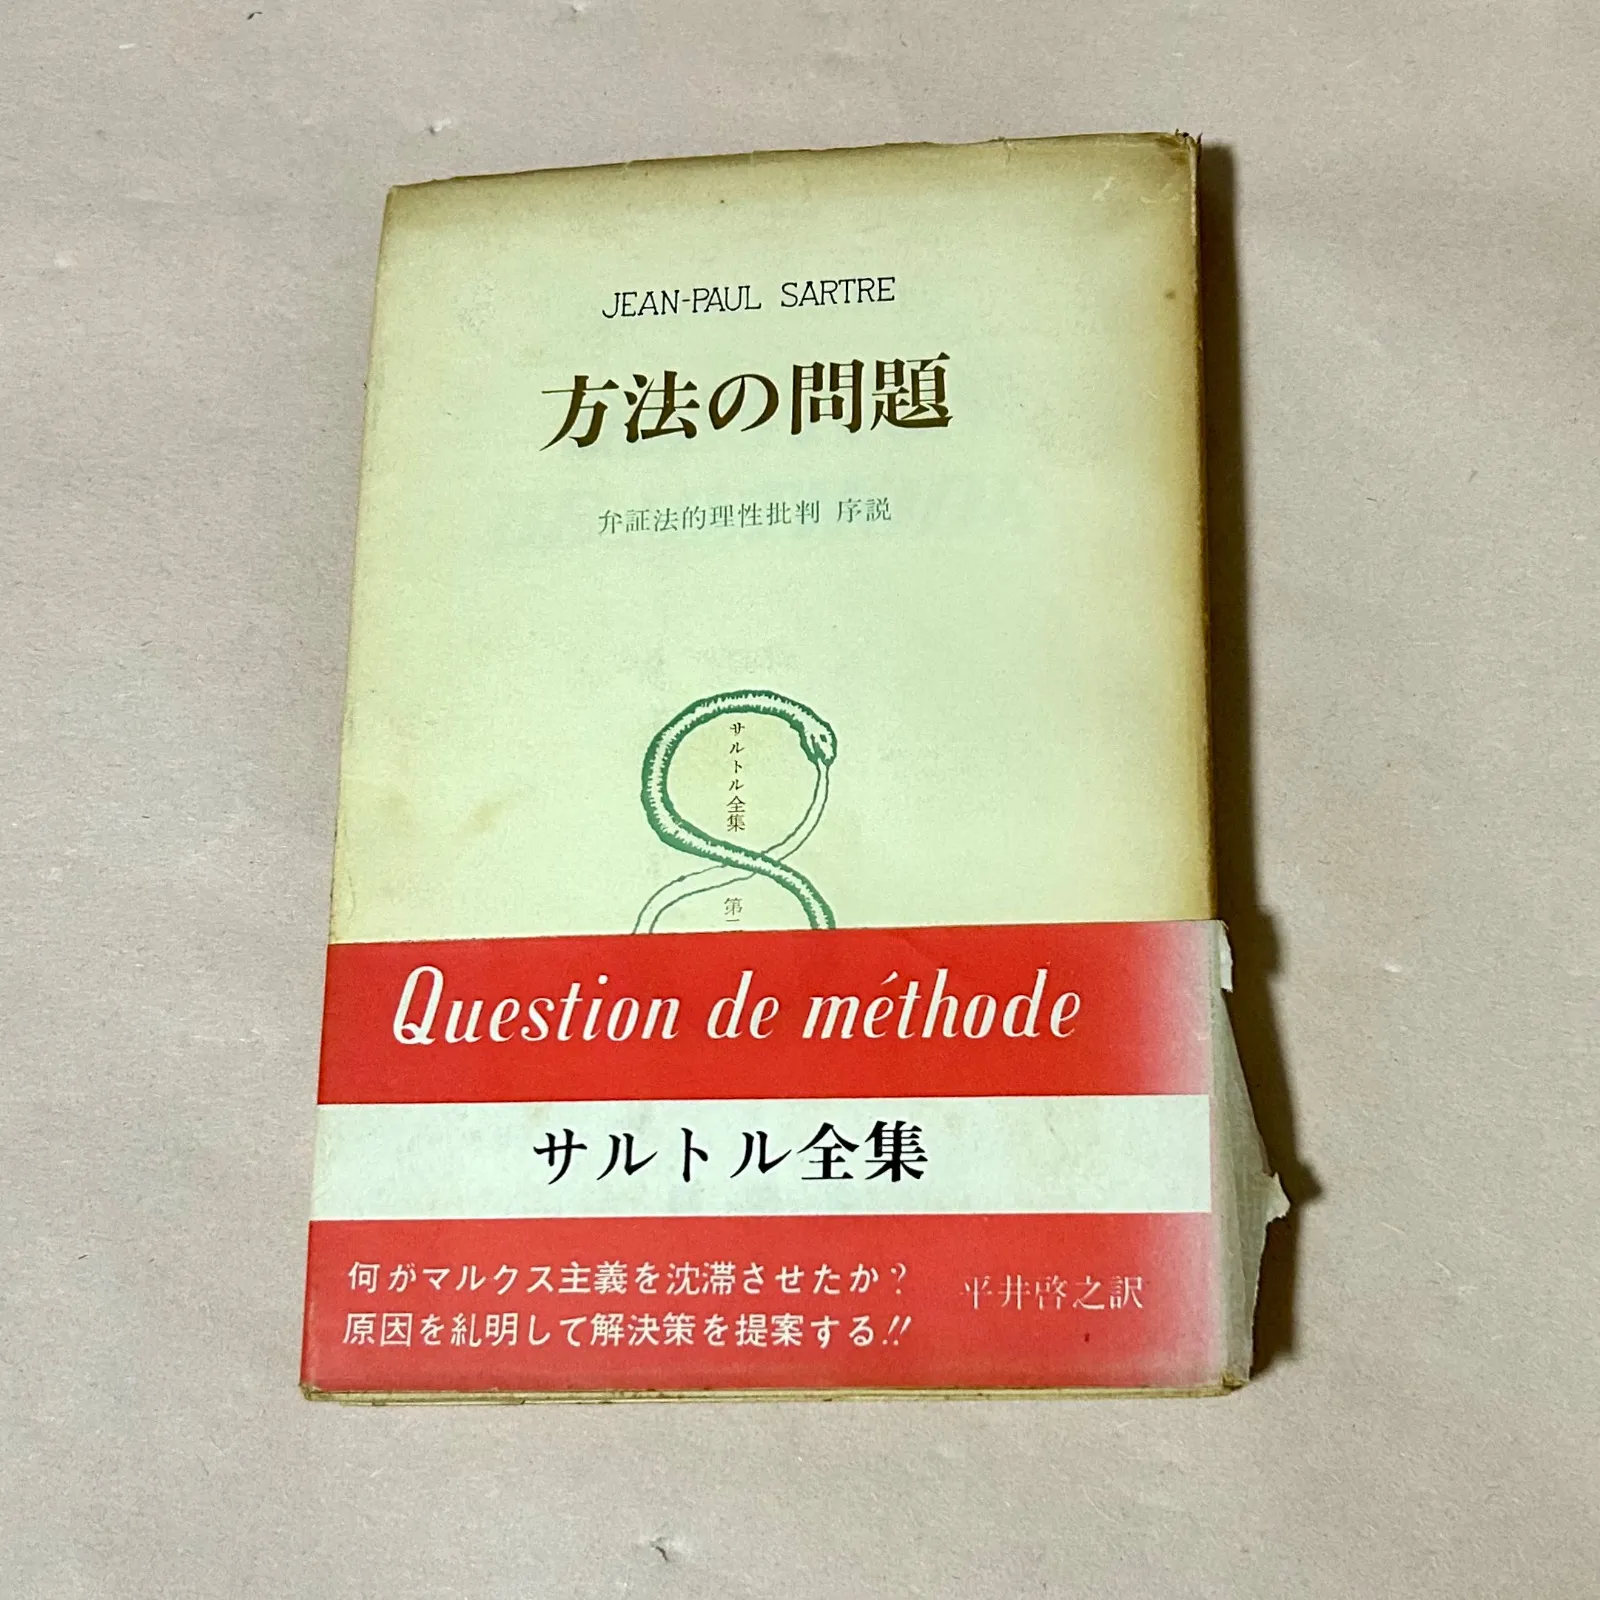 JEAN-PAUL SARTRE
方法の問題
弁証法的理性批判 序説
サルトル全集
第
Question de méthode
サルトル全集
何がマルクス主義を沈滞させたか?
原因を糺明して解決策を提案する!!
平井啓之訳